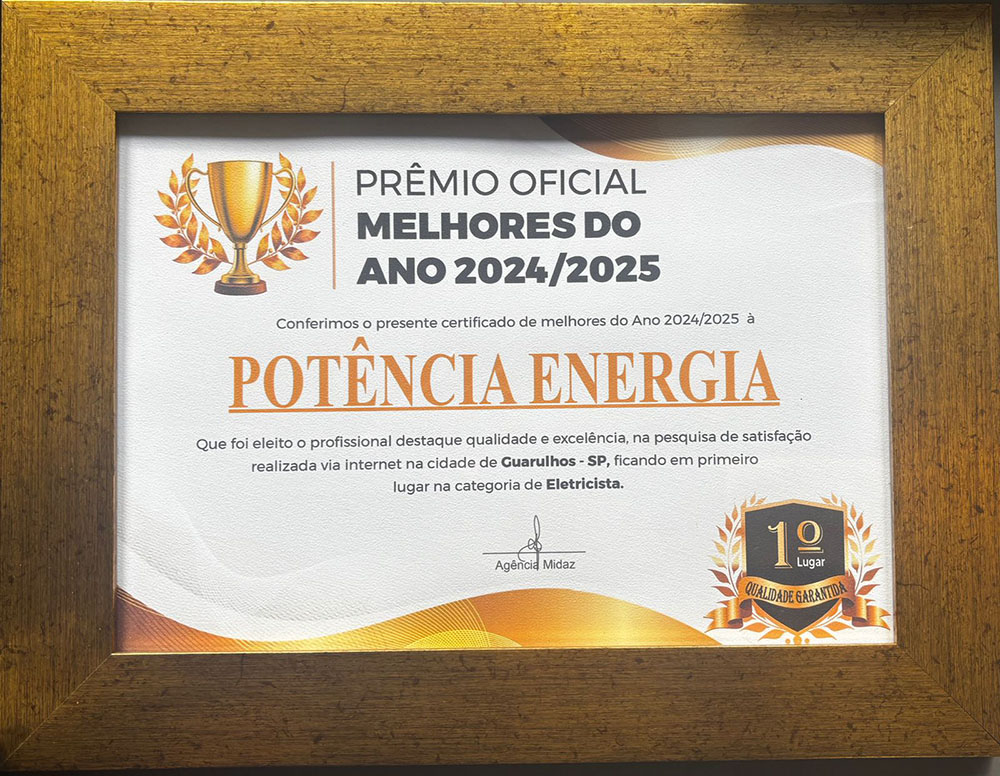 PRÊMIO OFICIAL
MELHORES DO
ANO 2024/2025
Conferimos o presente certificado de melhores do Ano 2024/2025 à
POTÊNCIA ENERGIA
Que foi eleito o profissional destaque qualidade e excelência, na pesquisa de satisfação
realizada via internet na cidade de Guarulhos - SP, ficando em primeiro
lugar na categoria de Eletricista.
Agência Midaz
1º
Lugar
QUALIDADE GARANTIDA